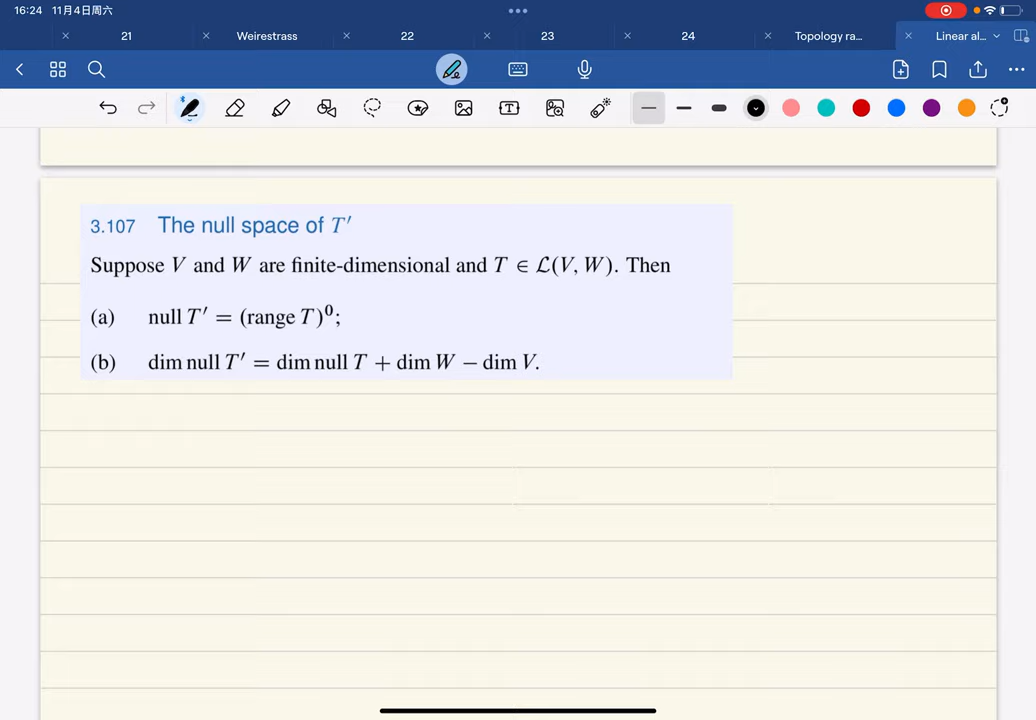 16:24 11月4日周六
21
Weirestrass
22
23
24
Topology ra...
Linear al...
3.107 The null space of T′
Suppose V and W are finite-dimensional and T ∈ ℒ(V, W). Then
(a) null T′ = (range T)⁰;
(b) dim null T′ = dim null T + dim W − dim V.